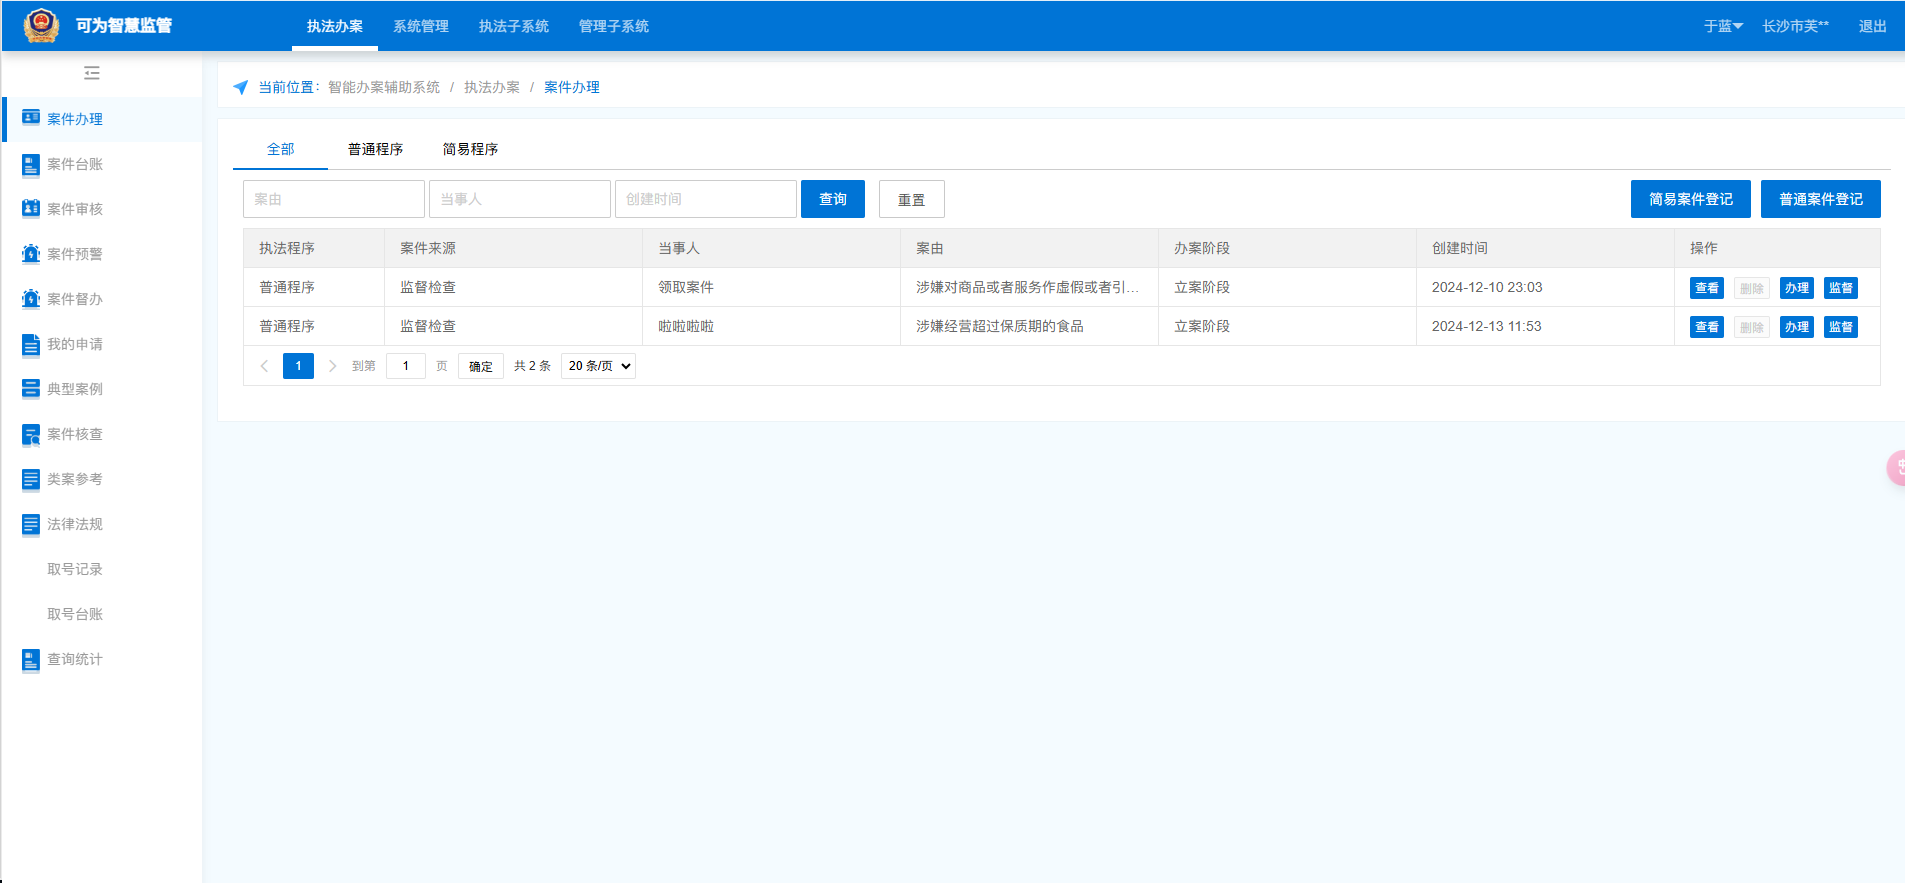 可为智慧监管
执法办案 系统管理 执法子系统 管理子系统
于蓝 长沙市芙** 退出
案件办理
案件台账
案件审核
案件预警
案件督办
我的申请
典型案例
案件核查
类案参考
法律法规
取号记录
取号台账
查询统计
当前位置： 智能办案辅助系统 / 执法办案 / 案件办理
全部 普通程序 简易程序
案由 当事人 创建时间 查询 重置 简易案件登记 普通案件登记
执法程序 案件来源 当事人 案由 办案阶段 创建时间 操作
普通程序 监督检查 领取案件 涉嫌对商品或者服务作虚假或者引... 立案阶段 2024-12-10 23:03 查看 删除 办理 监督
普通程序 监督检查 啦啦啦啦 涉嫌经营超过保质期的食品 立案阶段 2024-12-13 11:53 查看 删除 办理 监督
1 到第 1 页 确定 共 2 条 20 条/页